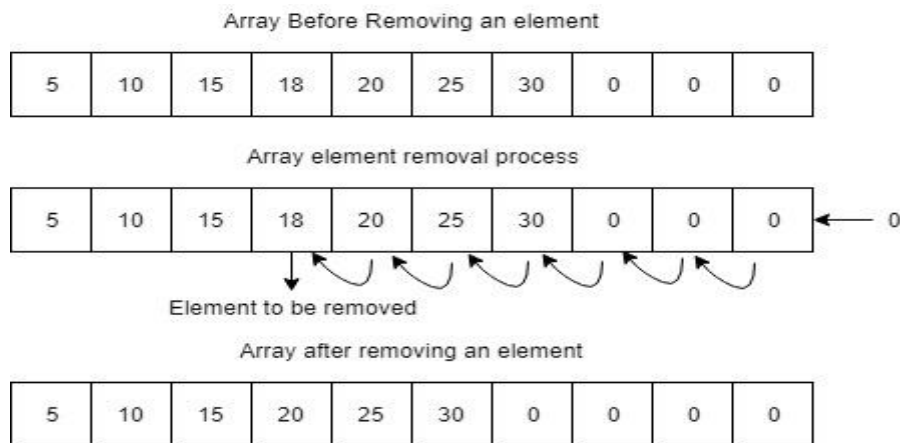 Array Before Removing an element
5 10 15 18 20 25 30 0 0 0
Array element removal process
5 10 15 18 20 25 30 0 0 0 0
Element to be removed
Array after removing an element
5 10 15 20 25 30 0 0 0 0